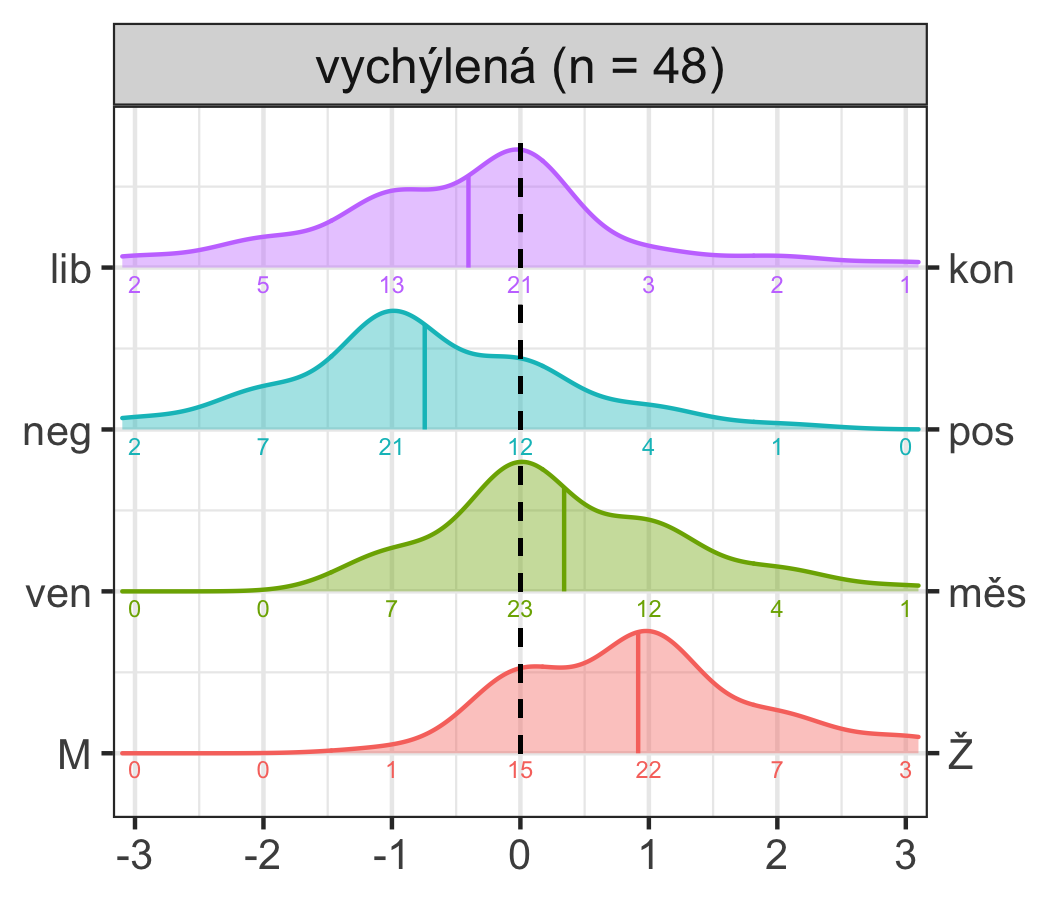 vychýlená (n = 48)
lib kon
2 5 13 21 3 2 1
neg pos
2 7 21 12 4 1 0
ven měs
0 0 7 23 12 4 1
M Ž
0 0 1 15 22 7 3
-3 -2 -1 0 1 2 3